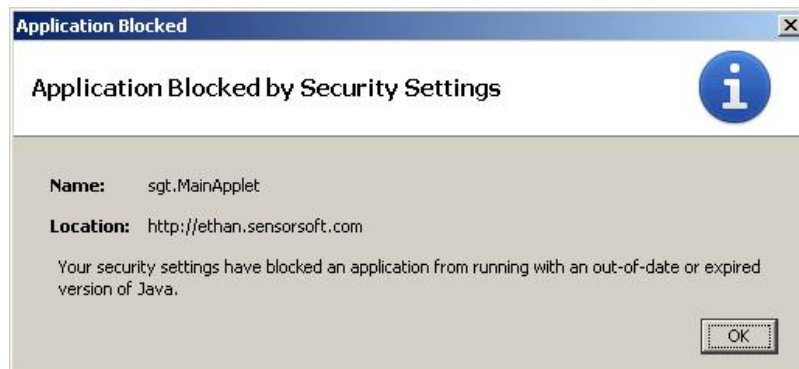 Application Blocked
Application Blocked by Security Settings
Name: sgt.MainApplet
Location: http://ethan.sensorsoft.com
Your security settings have blocked an application from running with an out-of-date or expired
version of Java.
OK